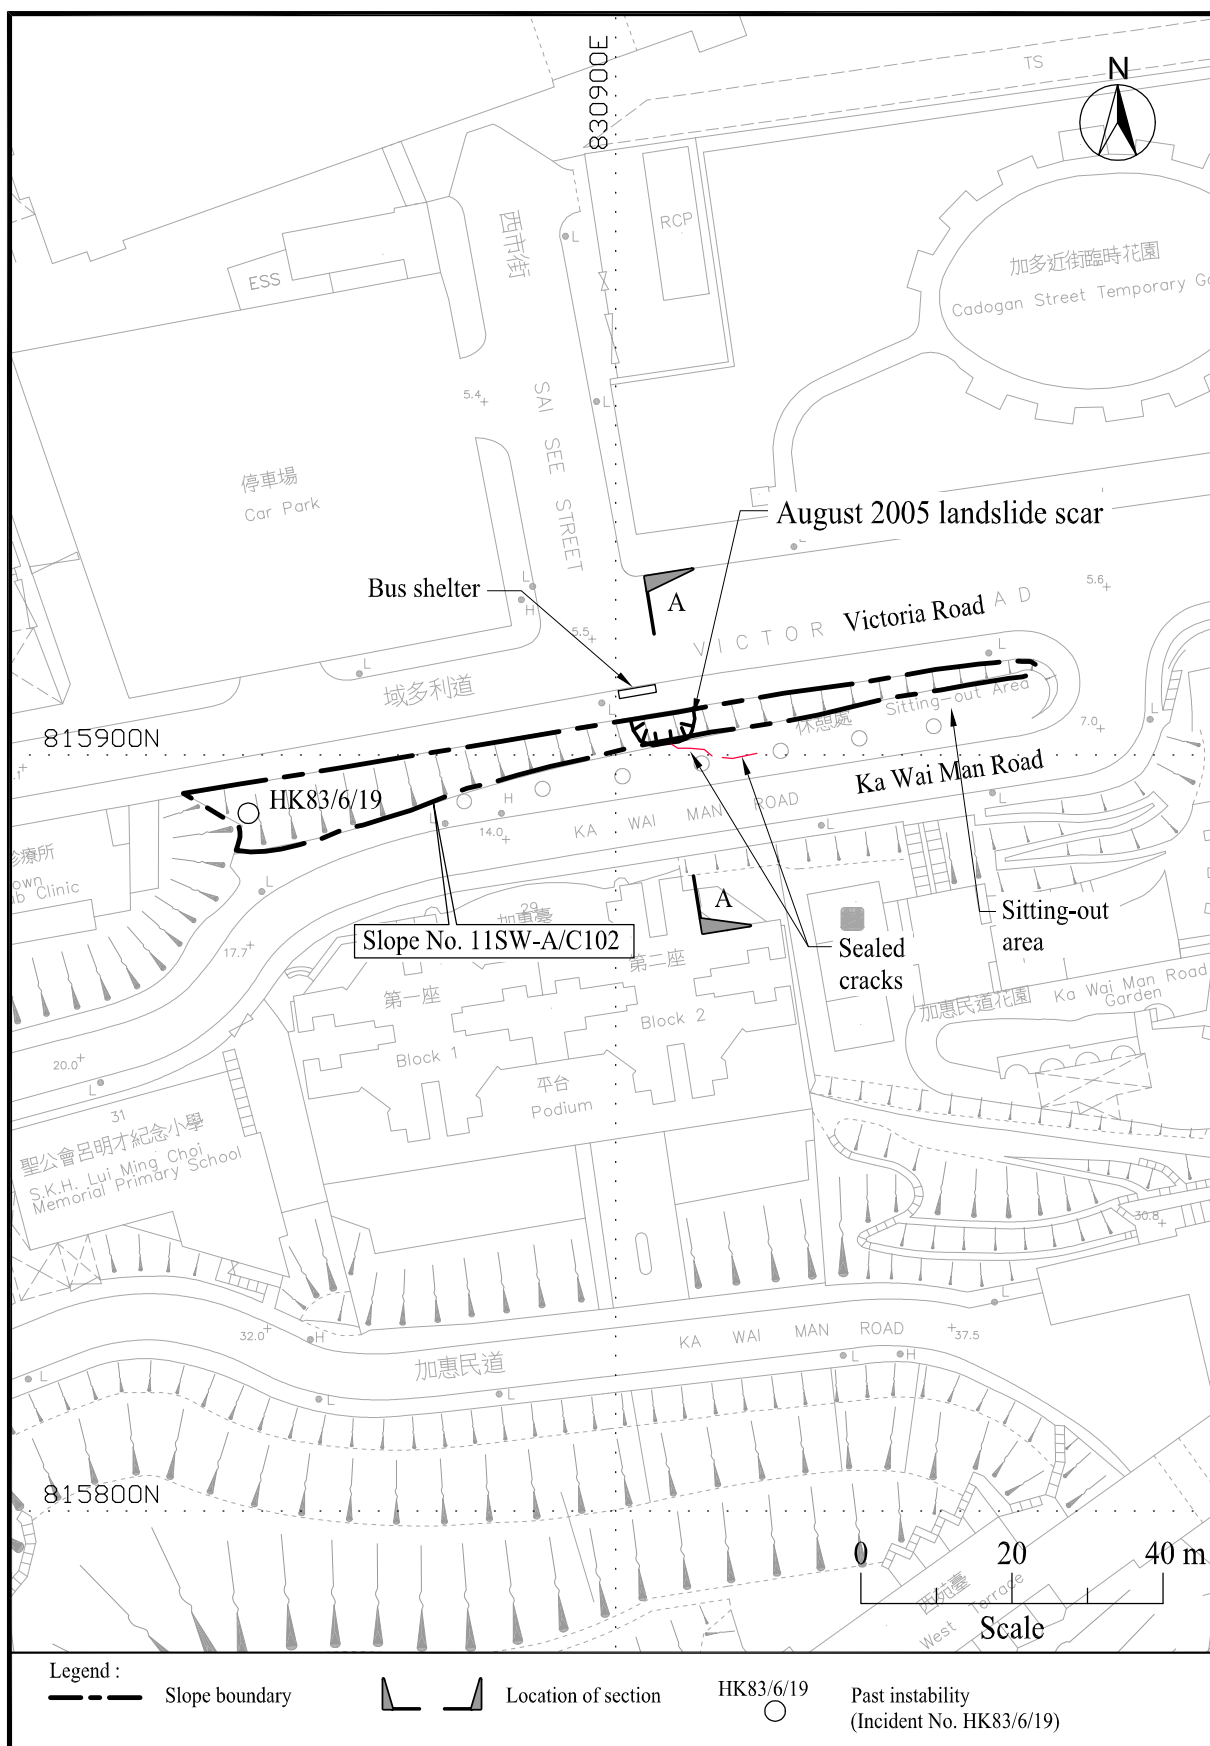 830900E
TS
N
RCP
西市街
加多近街臨時花園
Cadogan Street Temporary
ESS
5.4
SAI SEE STREET
停車場
Car Park
L
L
L
August 2005 landslide scar
Bus shelter
L
H
A
5.6
5.5
VICTOR
Victoria Road
AD
L
L
L
域多利道
Sitting-out Area
休憩處
7.0
L
815900N
Ka Wai Man Road
HK83/6/19
L
H
14.0
KA WAI MAN ROAD
L
L
診療所
Clinic
L
29
加惠臺
A
Sitting-out
area
Slope No. 11SW-A/C102
17.7
Sealed
cracks
第一座
第二座
Block 1
Block 2
加惠民道花園
Ka Wai Man Road
Garden
20.0
L
平台
Podium
31
聖公會呂明才紀念小學
S.K.H. Lui Ming Choi
Memorial Primary School
30.8
L
32.0
H
KA WAI MAN ROAD
37.5
加惠民道
L
H
L
L
L
815800N
0 20 40 m
Scale
西苑臺
West Terrace
Legend :
Slope boundary
Location of section
HK83/6/19
Past instability
(Incident No. HK83/6/19)